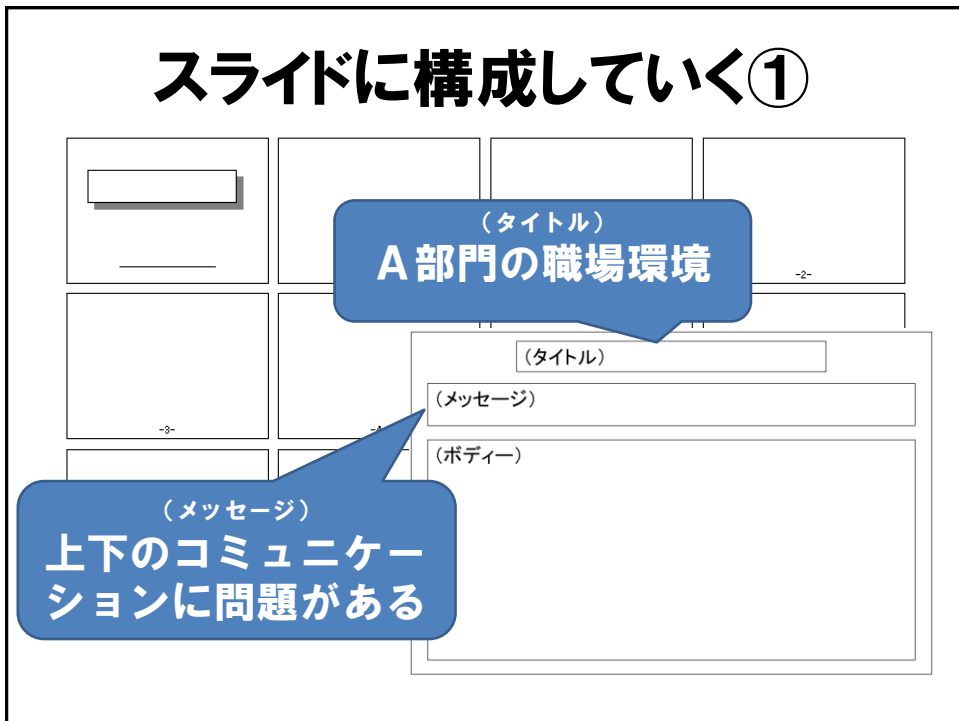 スライドに構成していく①
（タイトル）
Ａ部門の職場環境
-2-
（タイトル）
（メッセージ）
-3-
（ボディー）
（メッセージ）
上下のコミュニケー
ションに問題がある